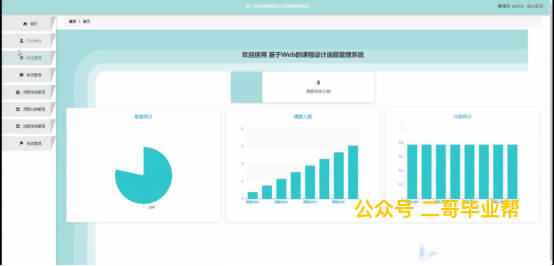 基于Web的课程设计选题管理系统
管理员 admin 退出登录
首页 | 首页
首页
个人中心
学生管理
教师管理
课题信息管理
课题分类管理
选题信息管理
系统管理
欢迎使用 基于Web的课程设计选题管理系统
8
课题信息总数
课题人数
分类统计
公众号 二哥毕业帮